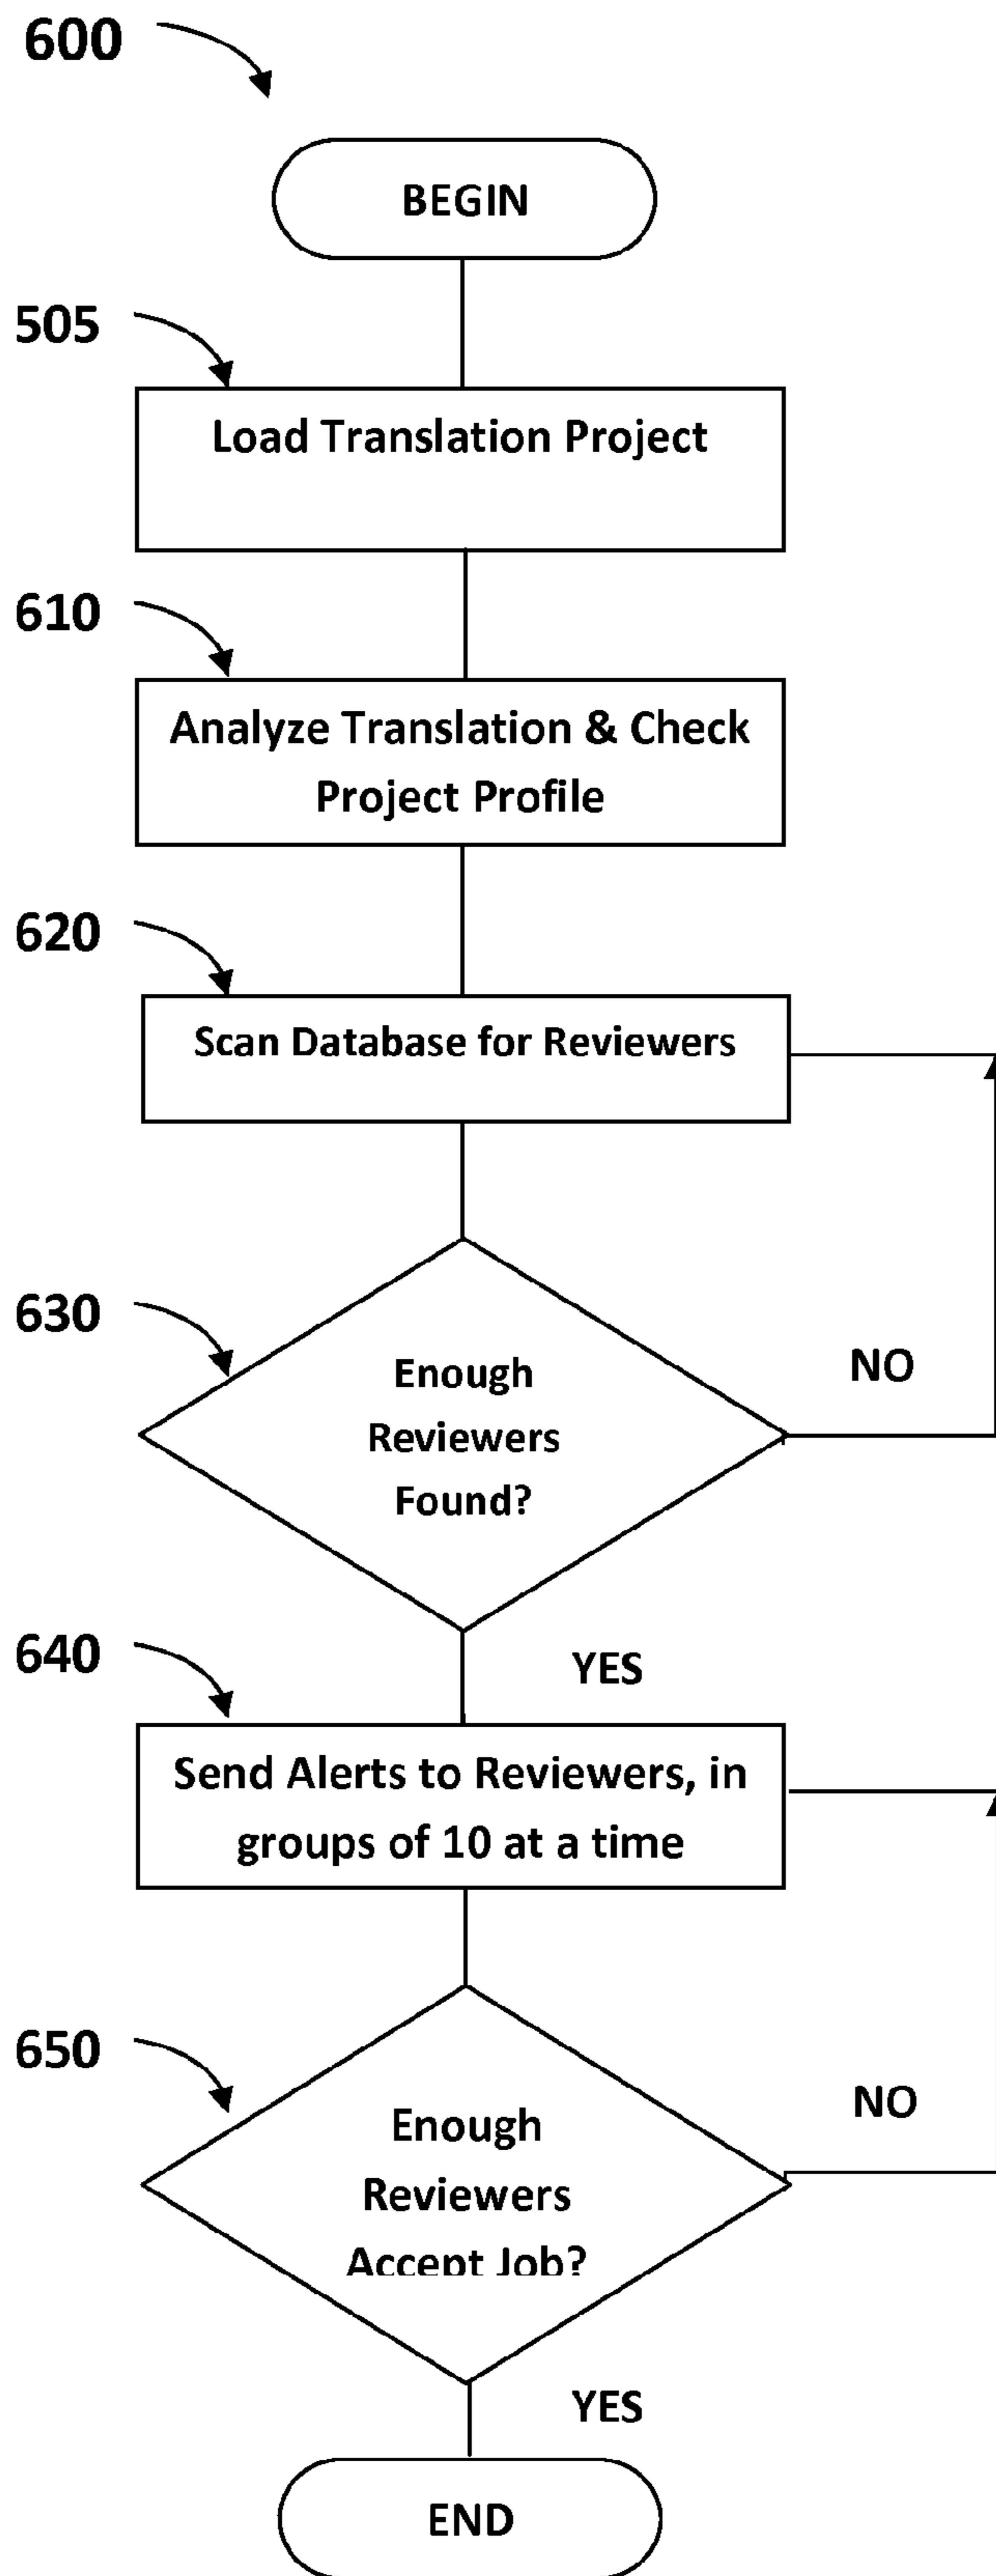 600
BEGIN
505
Load Translation Project
610
Analyze Translation & Check
Project Profile
620
Scan Database for Reviewers
630
Enough
Reviewers
Found?
NO
YES
640
Send Alerts to Reviewers, in
groups of 10 at a time
650
Enough
Reviewers
Accept Job?
NO
YES
END